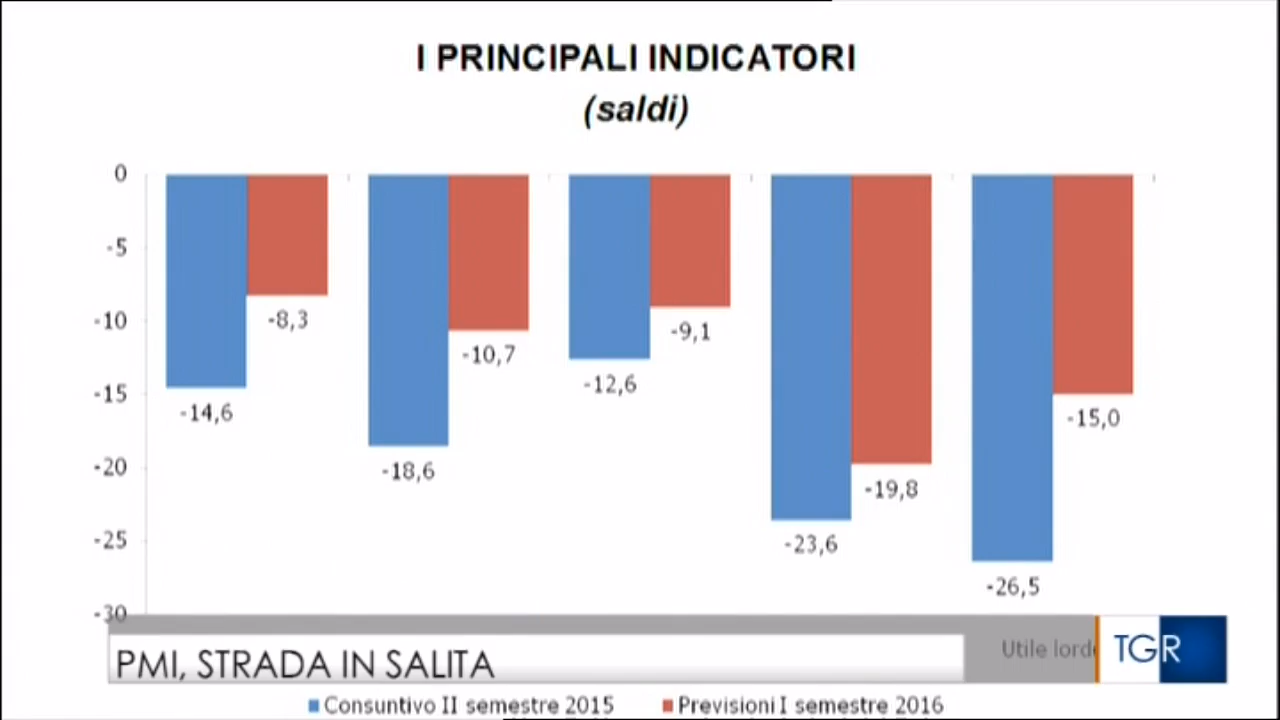 I PRINCIPALI INDICATORI
(saldi)
0
-5
-10
-15
-20
-25
-30
-14,6
-8,3
-18,6
-10,7
-12,6
-9,1
-23,6
-19,8
-26,5
-15,0
Utile
PMI, STRADA IN SALITA
TGR
Consuntivo II semestre 2015 Previsioni I semestre 2016